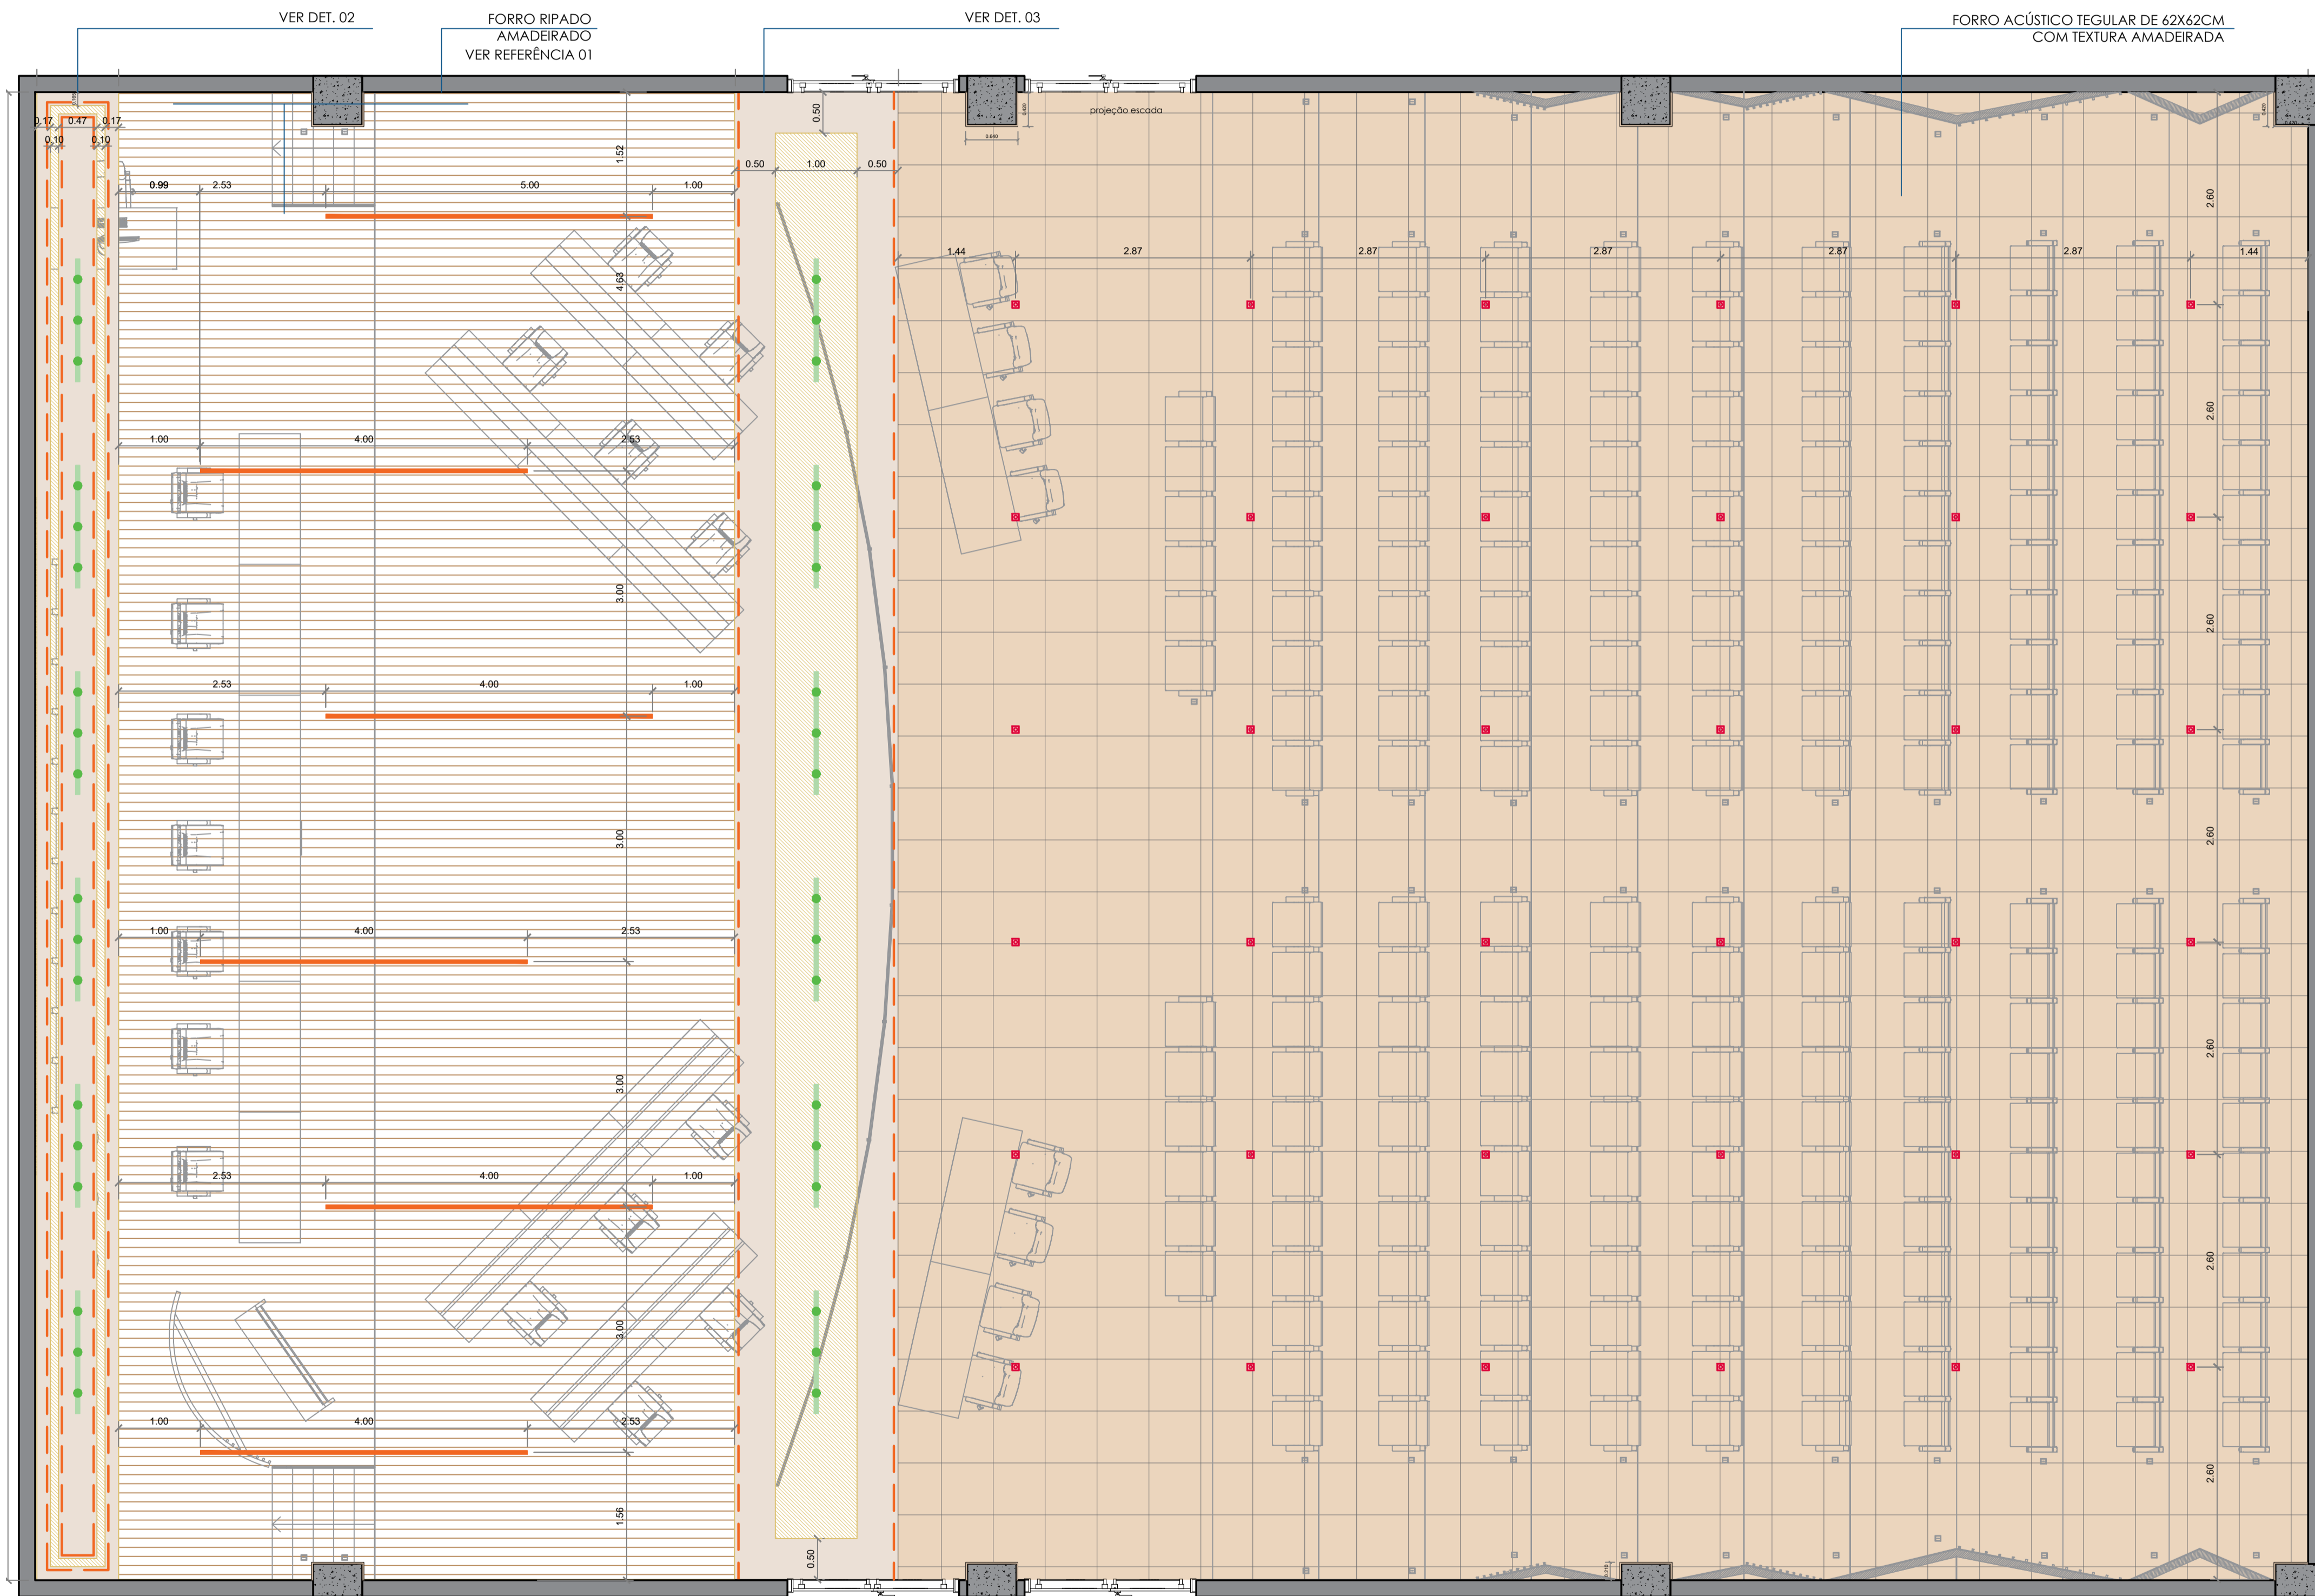 VER DET. 02
FORRO RIPADO
AMADEIRADO
VER REFERÊNCIA 01
VER DET. 03
FORRO ACÚSTICO TEGULAR DE 62X62CM
COM TEXTURA AMADEIRADA
projeção escada
0.50
0.420
0.640
0.420
0.17 0.47 0.17
0.10 0.10
1.52
0.50 1.00 0.50
0.99 2.53 5.00 1.00
2.60
1.44 2.87 2.87 2.87 2.87 2.87 1.44
4.63
2.60
1.00 4.00 2.53
3.00
2.60
2.53 4.00 1.00
3.00
2.60
1.00 4.00 2.53
3.00
2.60
2.53 4.00 1.00
2.60
3.00
1.00 4.00 2.53
2.60
1.56
0.50